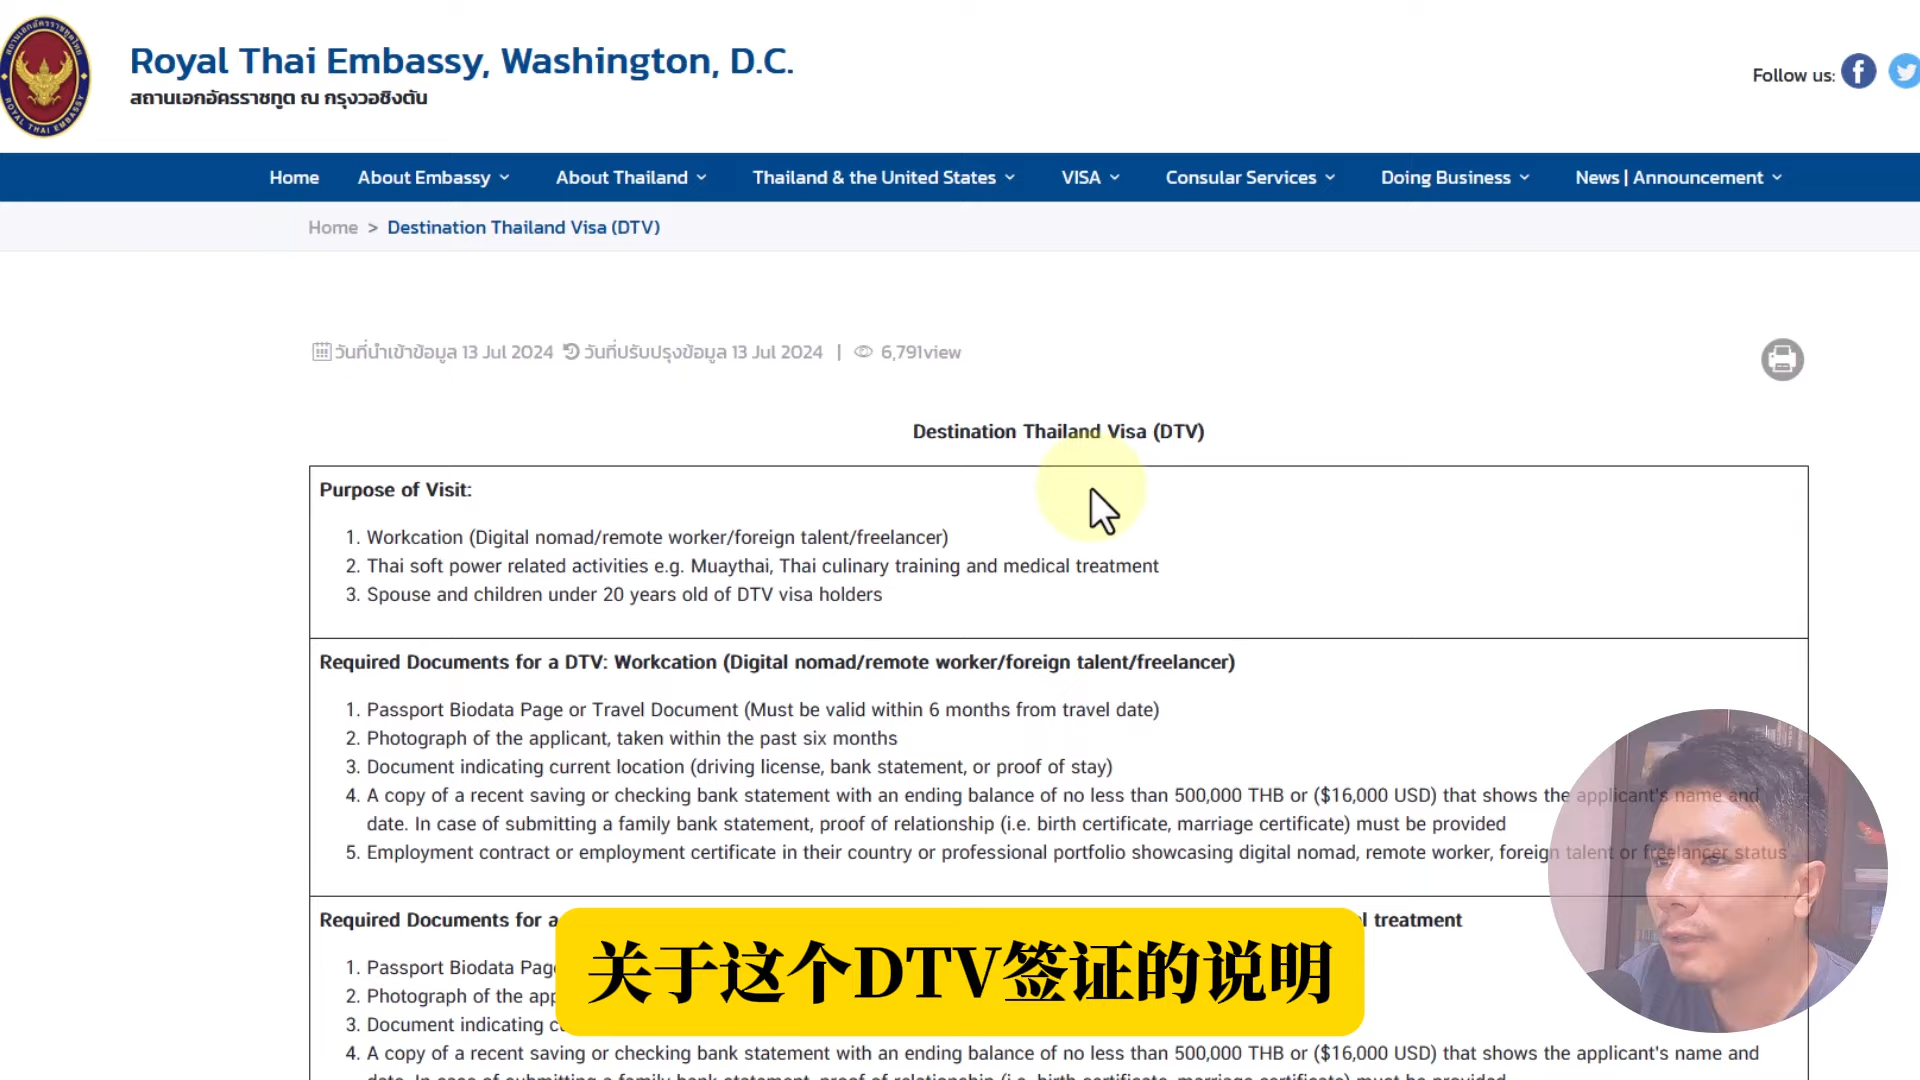 Royal Thai Embassy, Washington, D.C.
สถานเอกอัครราชทูต ณ กรุงวอชิงตัน
Follow us:
Home About Embassy About Thailand Thailand & the United States VISA Consular Services Doing Business News | Announcement
Home > Destination Thailand Visa (DTV)
วันที่นำเข้าข้อมูล 13 Jul 2024 วันที่ปรับปรุงข้อมูล 13 Jul 2024 | 6,791view
Destination Thailand Visa (DTV)
Purpose of Visit:
1. Workcation (Digital nomad/remote worker/foreign talent/freelancer)
2. Thai soft power related activities e.g. Muaythai, Thai culinary training and medical treatment
3. Spouse and children under 20 years old of DTV visa holders
Required Documents for a DTV: Workcation (Digital nomad/remote worker/foreign talent/freelancer)
1. Passport Biodata Page or Travel Document (Must be valid within 6 months from travel date)
2. Photograph of the applicant, taken within the past six months
3. Document indicating current location (driving license, bank statement, or proof of stay)
4. A copy of a recent saving or checking bank statement with an ending balance of no less than 500,000 THB or ($16,000 USD) that shows the applicant's name and
date. In case of submitting a family bank statement, proof of relationship (i.e. birth certificate, marriage certificate) must be provided
5. Employment contract or employment certificate in their country or professional portfolio showcasing digital nomad, remote worker, foreign talent or freelancer status
Required Documents for a treatment
1. Passport Biodata
2. Photograph of the
3. Document indicating
4. A copy of a recent saving or checking bank statement with an ending balance of no less than 500,000 THB or ($16,000 USD) that shows the applicant's name and
关于这个DTV签证的说明